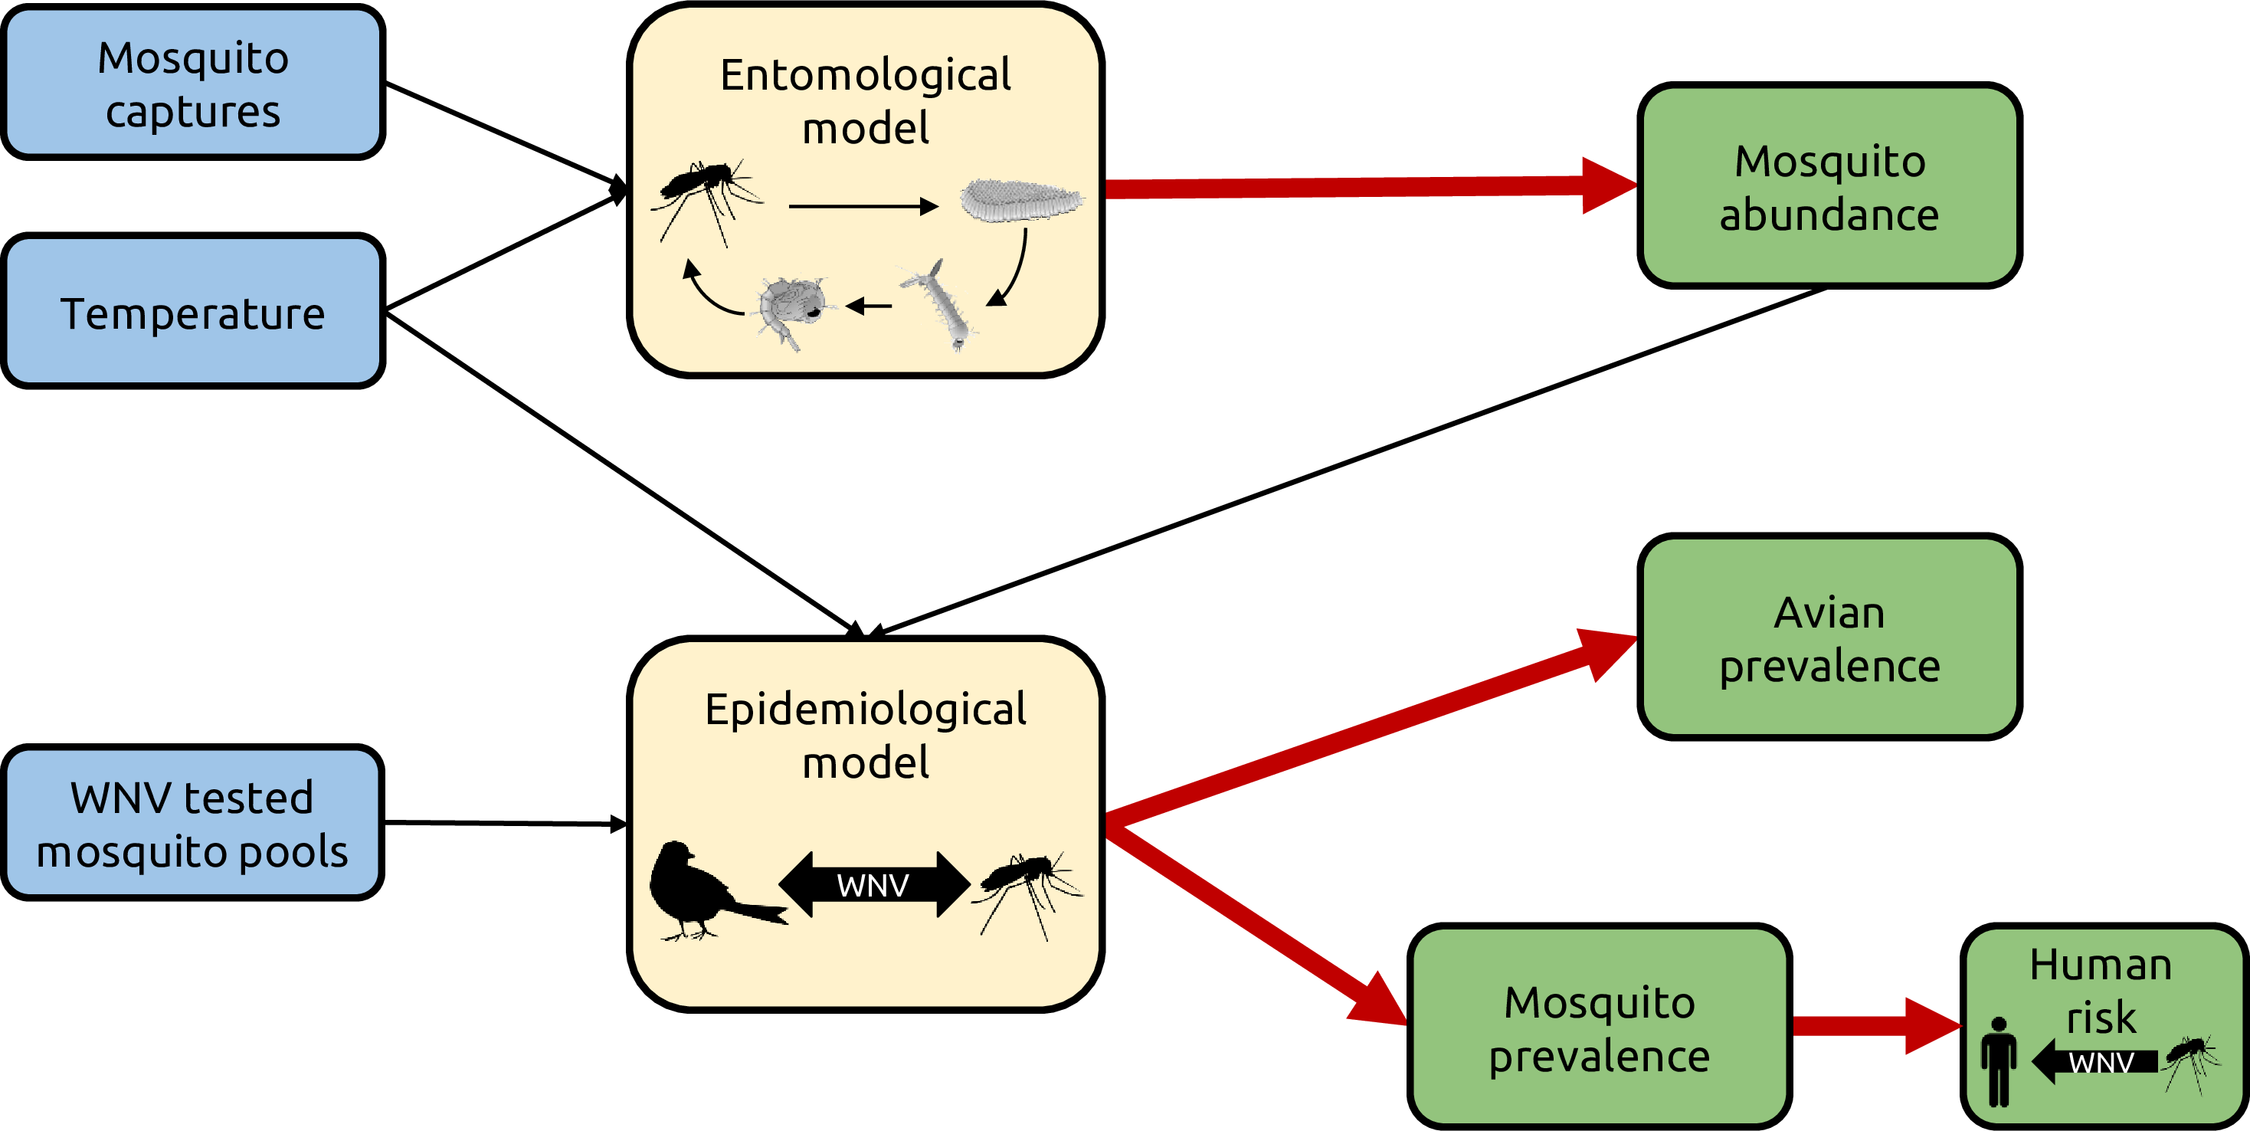 Mosquito
captures
Temperature
WNV tested
mosquito pools
Entomological
model
Epidemiological
model
WNV
Mosquito
abundance
Avian
prevalence
Mosquito
prevalence
Human
risk
WNV